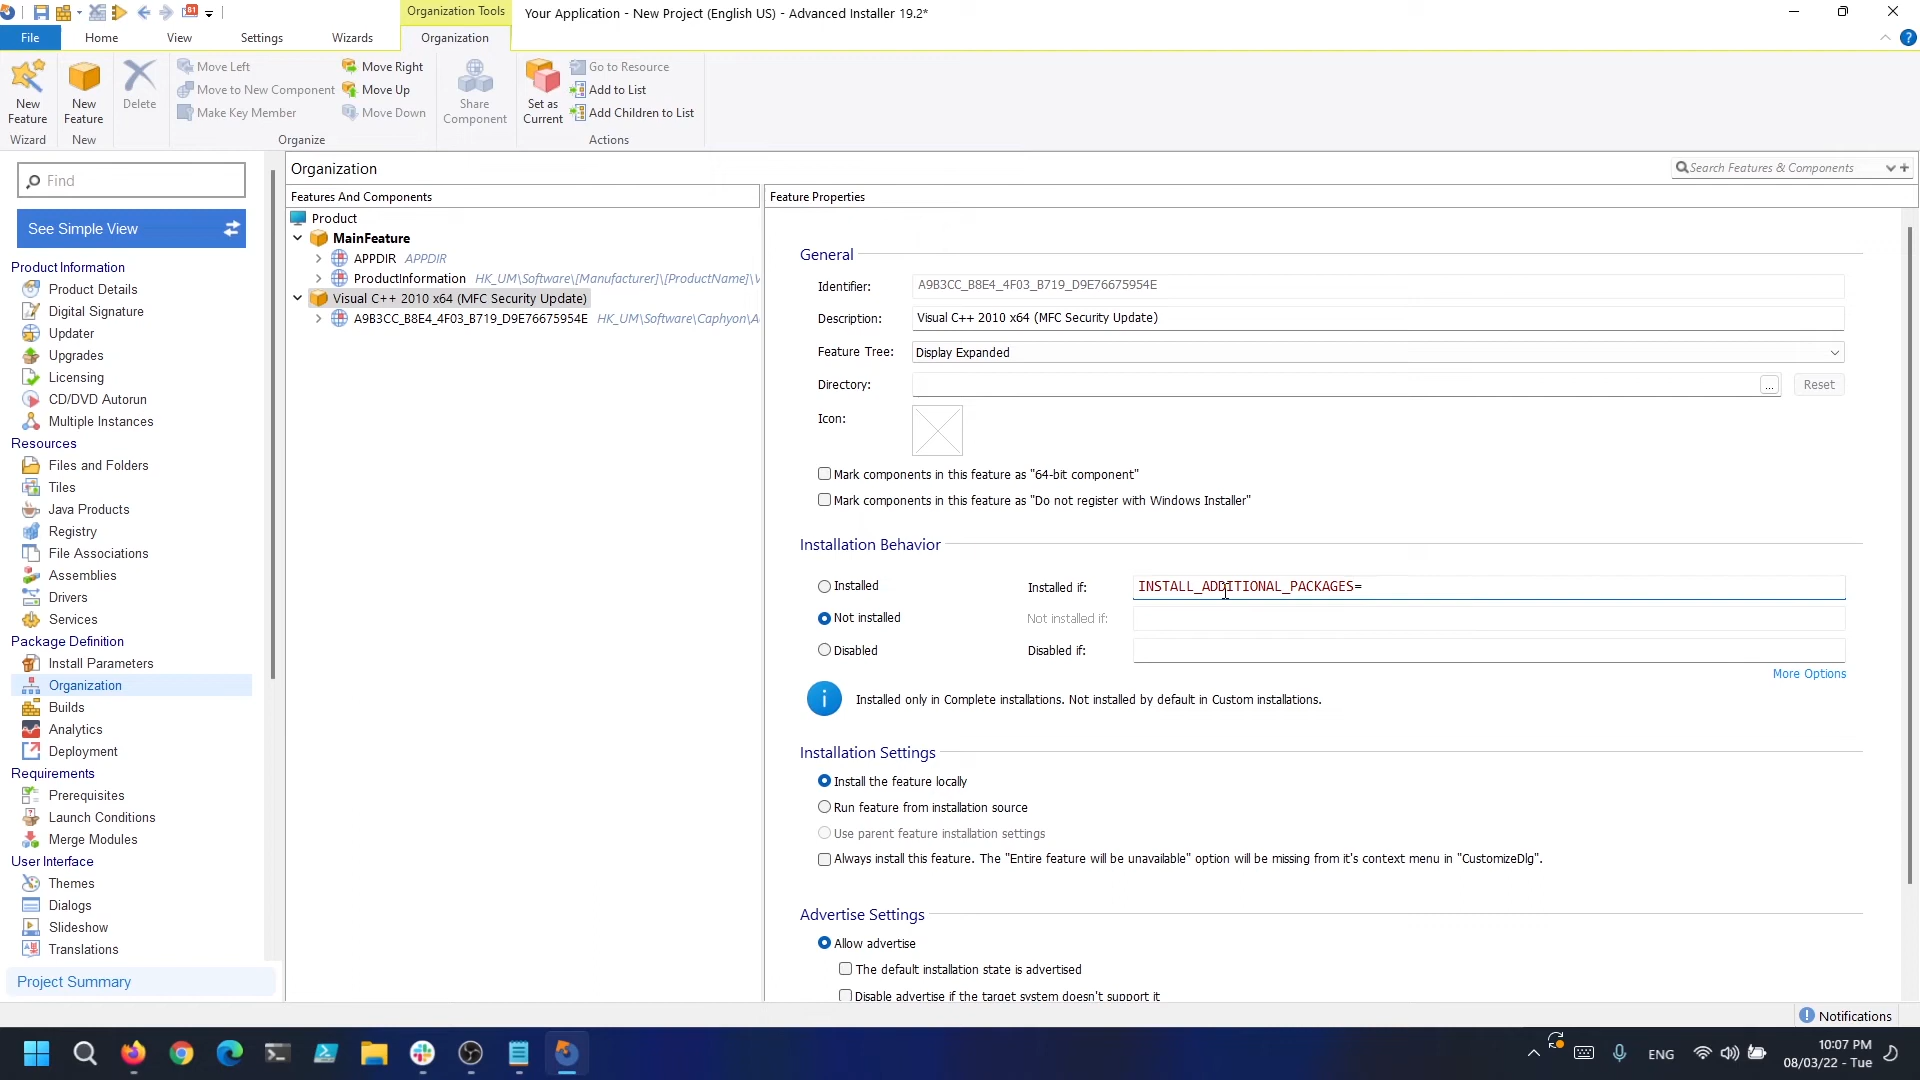 Organization Tools
Your Application - New Project (English US) - Advanced Installer 19.2*
File
Home
View
Settings
Wizards
Organization
New Feature
New Feature
Delete
Move Left
Move to New Component
Make Key Member
Move Right
Move Up
Move Down
Share Component
Set as Current
Go to Resource
Add to List
Add Children to List
Wizard
New
Organize
Actions
Find
See Simple View
Product Information
Product Details
Digital Signature
Updater
Upgrades
Licensing
CD/DVD Autorun
Multiple Instances
Resources
Files and Folders
Tiles
Java Products
Registry
File Associations
Assemblies
Drivers
Services
Package Definition
Install Parameters
Organization
Builds
Analytics
Deployment
Requirements
Prerequisites
Launch Conditions
Merge Modules
User Interface
Themes
Dialogs
Slideshow
Translations
Project Summary
Organization
Search Features & Components
Features And Components
Product
MainFeature
APPDIR APPDIR
ProductInformation HK_UM\Software\[Manufacturer]\[ProductName]\
Visual C++ 2010 x64 (MFC Security Update)
A9B3CC_B8E4_4F03_B719_D9E76675954E HK_UM\Software\Caphyon\
Feature Properties
General
Identifier: A9B3CC_B8E4_4F03_B719_D9E76675954E
Description: Visual C++ 2010 x64 (MFC Security Update)
Feature Tree: Display Expanded
Directory: ... Reset
Icon:
Mark components in this feature as "64-bit component"
Mark components in this feature as "Do not register with Windows Installer"
Installation Behavior
Installed Installed if: INSTALL_ADDITIONAL_PACKAGES=
Not installed Not installed if:
Disabled Disabled if:
More Options
Installed only in Complete installations. Not installed by default in Custom installations.
Installation Settings
Install the feature locally
Run feature from installation source
Use parent feature installation settings
Always install this feature. The "Entire feature will be unavailable" option will be missing from it's context menu in "CustomizeDlg".
Advertise Settings
Allow advertise
The default installation state is advertised
Disable advertise if the target system doesn't support it
Notifications
ENG
10:07 PM
08/03/22 - Tue